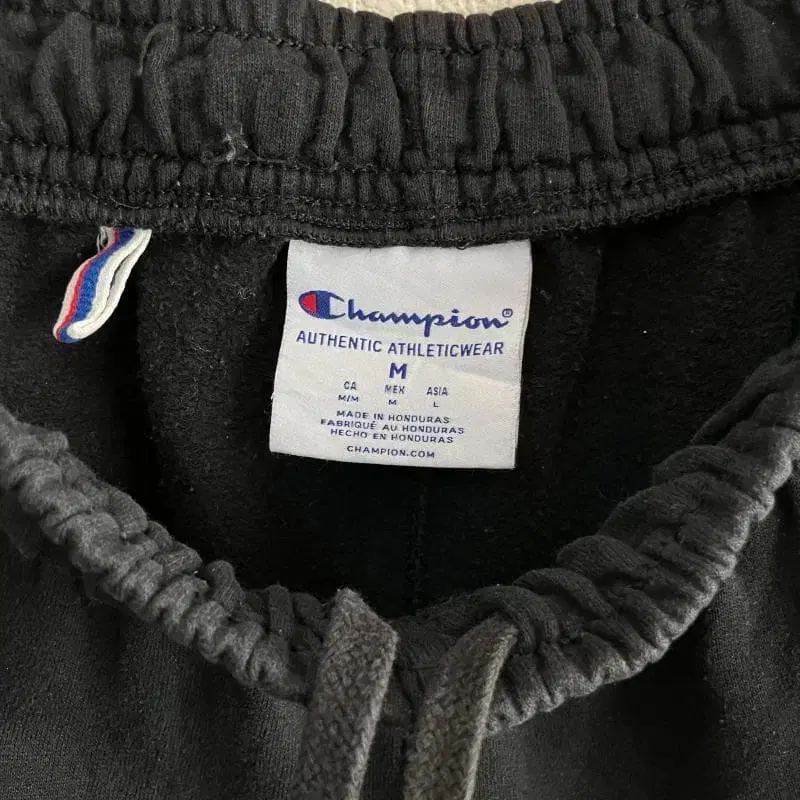 Champion®
AUTHENTIC ATHLETICWEAR
M
CA MEX ASIA
M/M M L
MADE IN HONDURAS
FABRIQUÉ AU HONDURAS
HECHO EN HONDURAS
CHAMPION.COM